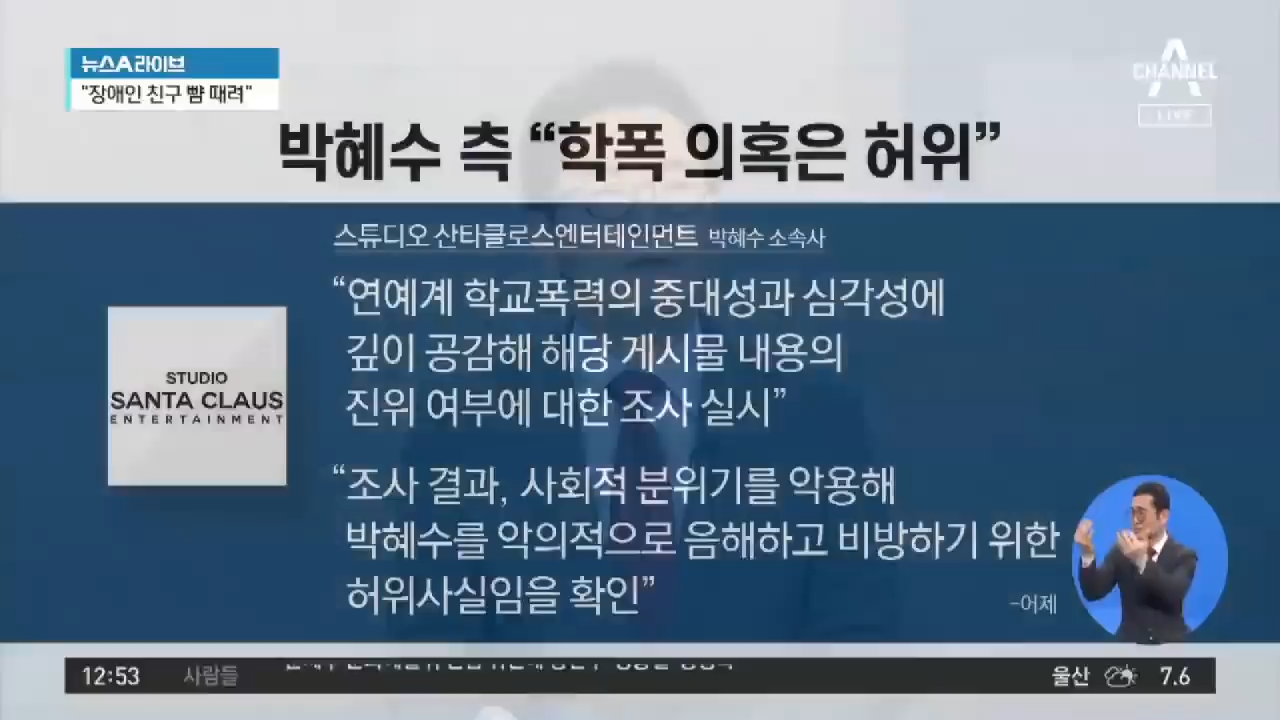 뉴스A 라이브
"장애인 친구 뺨 때려"
CHANNEL
LIVE
박혜수 측 “학폭 의혹은 허위”
스튜디오 산타클로스엔터테인먼트 박혜수 소속사
“연예계 학교폭력의 중대성과 심각성에
깊이 공감해 해당 게시물 내용의
진위 여부에 대한 조사 실시”
STUDIO
SANTA CLAUS
ENTERTAINMENT
“조사 결과, 사회적 분위기를 악용해
박혜수를 악의적으로 음해하고 비방하기 위한
허위사실임을 확인”
-어제
12:53 사람들
울산 7.6